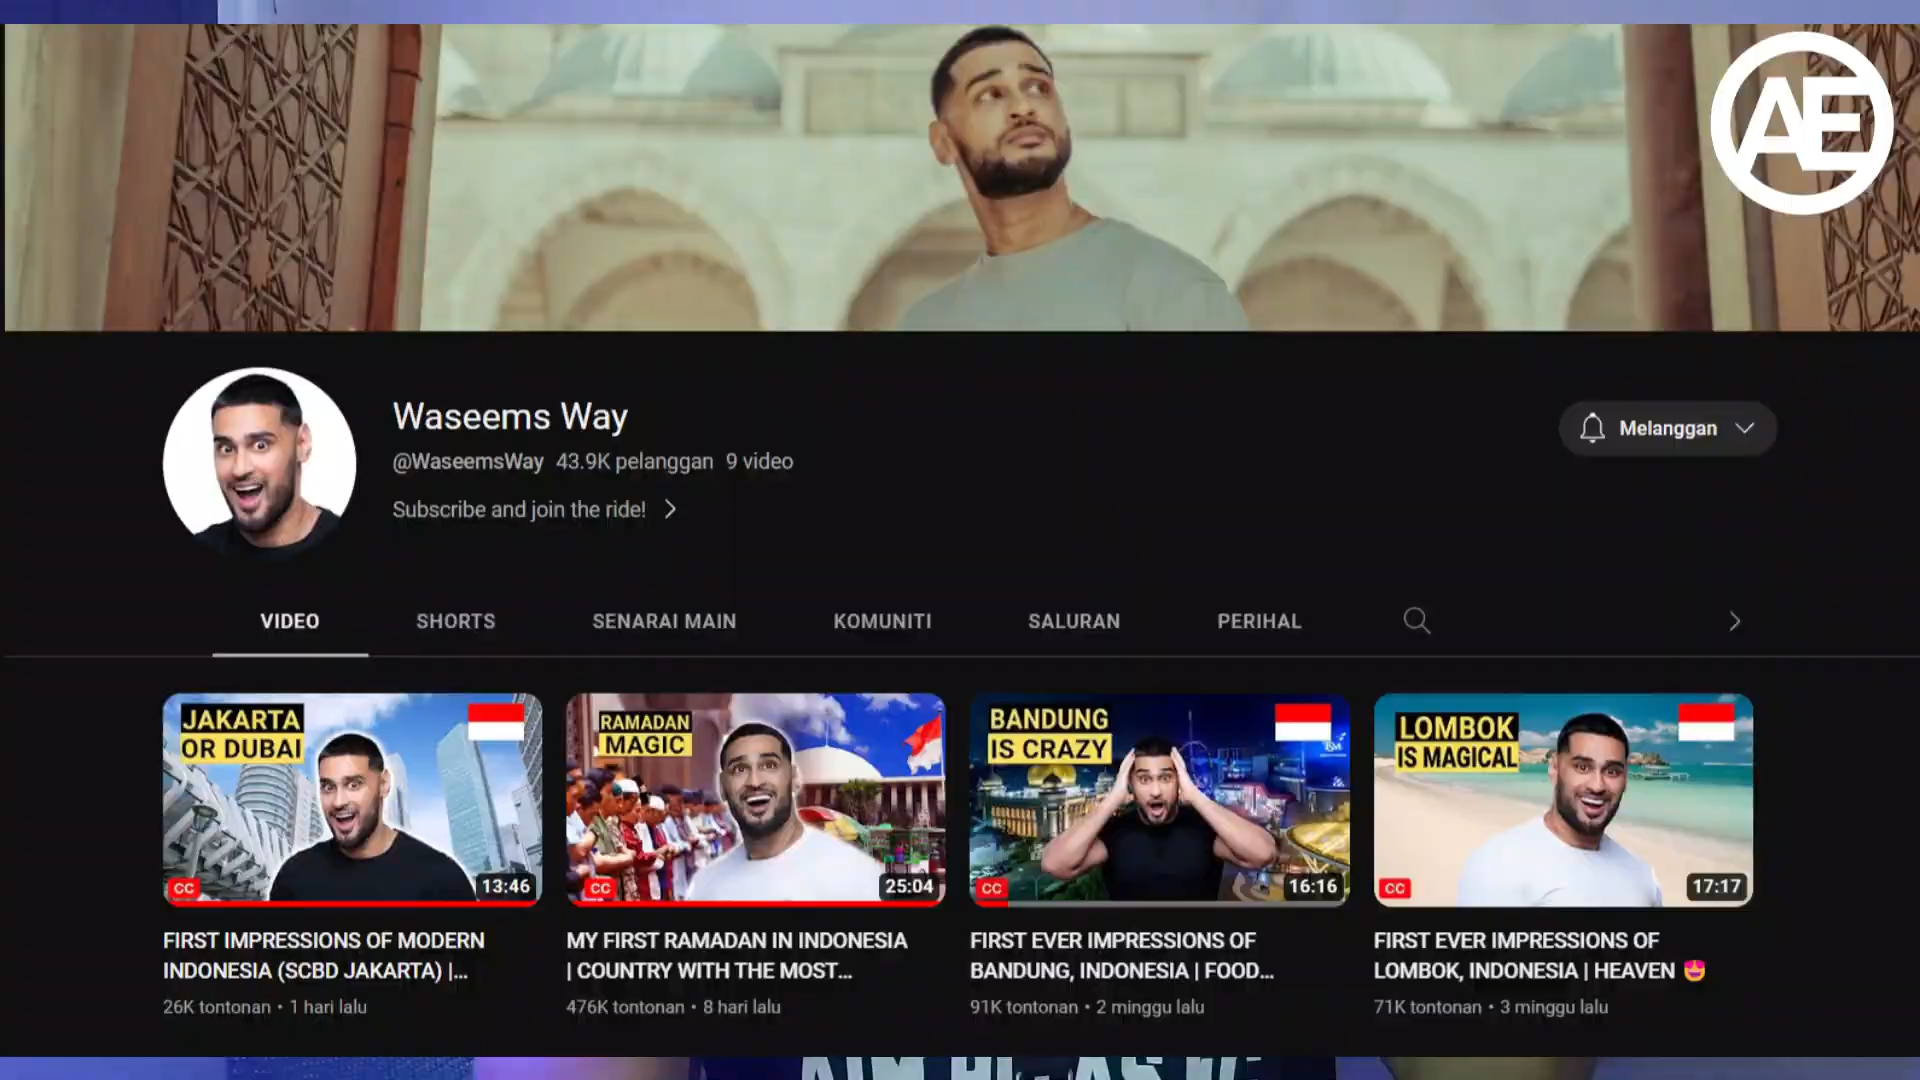 AE
Waseems Way
@WaseemsWay 43.9K pelanggan 9 video
Melanggan
Subscribe and join the ride!
VIDEO SHORTS SENARAI MAIN KOMUNITI SALURAN PERIHAL
JAKARTA
OR DUBAI
CC
13:46
RAMADAN
MAGIC
CC
25:04
BANDUNG
IS CRAZY
CC
16:16
LOMBOK
IS MAGICAL
CC
17:17
FIRST IMPRESSIONS OF MODERN
INDONESIA (SCBD JAKARTA) |...
26K tontonan • 1 hari lalu
MY FIRST RAMADAN IN INDONESIA
| COUNTRY WITH THE MOST...
476K tontonan • 8 hari lalu
FIRST EVER IMPRESSIONS OF
BANDUNG, INDONESIA | FOOD...
91K tontonan • 2 minggu lalu
FIRST EVER IMPRESSIONS OF
LOMBOK, INDONESIA | HEAVEN 😍
71K tontonan • 3 minggu lalu